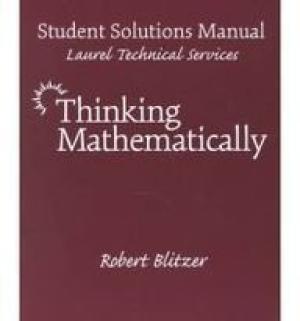 Student Solutions Manual
Laurel Technical Services
Thinking
Mathematically
Robert Blitzer